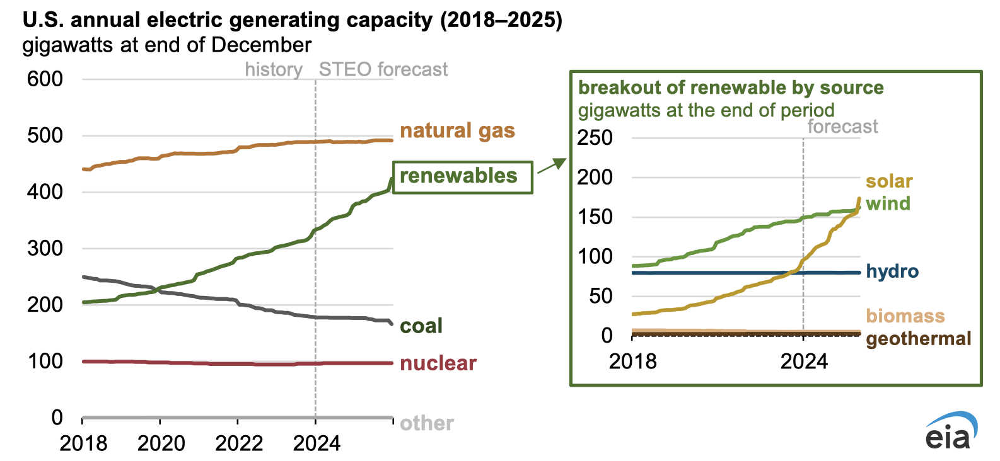 U.S. annual electric generating capacity (2018–2025)
gigawatts at end of December
history
STEO forecast
600
500
400
300
200
100
0
natural gas
renewables
coal
nuclear
other
2018
2020
2022
2024
breakout of renewable by source
gigawatts at the end of period
forecast
250
200
150
100
50
0
solar
wind
hydro
biomass
geothermal
2018
2024
eia